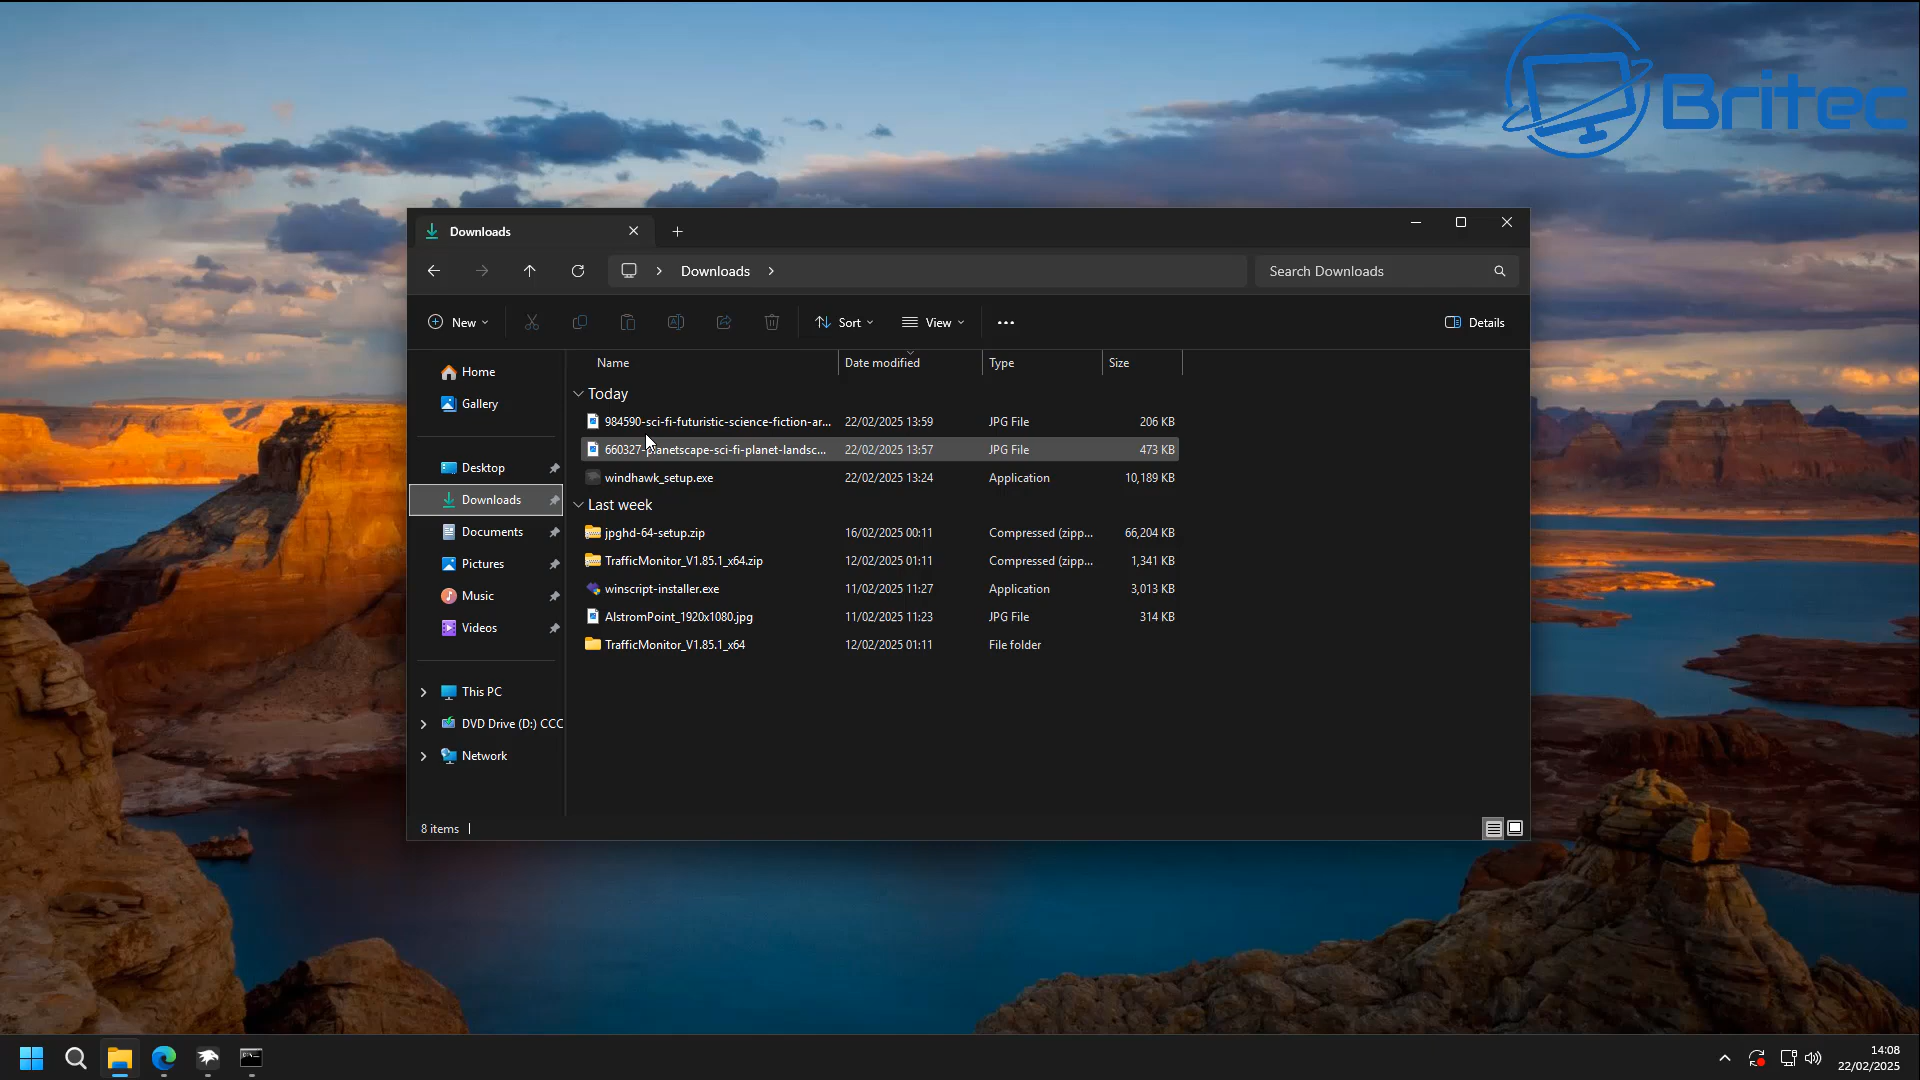 Britec
Downloads
Downloads
Search Downloads
New
Sort
View
Details
Name Date modified Type Size
Home
Gallery
Desktop
Downloads
Documents
Pictures
Music
Videos
This PC
DVD Drive (D:) CCC
Network
Today
984590-sci-fi-futuristic-science-fiction-ar... 22/02/2025 13:59 JPG File 206 KB
660327-planetscape-sci-fi-planet-landsc... 22/02/2025 13:57 JPG File 473 KB
windhawk_setup.exe 22/02/2025 13:24 Application 10,189 KB
Last week
jpghd-64-setup.zip 16/02/2025 00:11 Compressed (zipp... 66,204 KB
TrafficMonitor_V1.85.1_x64.zip 12/02/2025 01:11 Compressed (zipp... 1,341 KB
winscript-installer.exe 11/02/2025 11:27 Application 3,013 KB
AlstromPoint_1920x1080.jpg 11/02/2025 11:23 JPG File 314 KB
TrafficMonitor_V1.85.1_x64 12/02/2025 01:11 File folder
8 items
14:08
22/02/2025